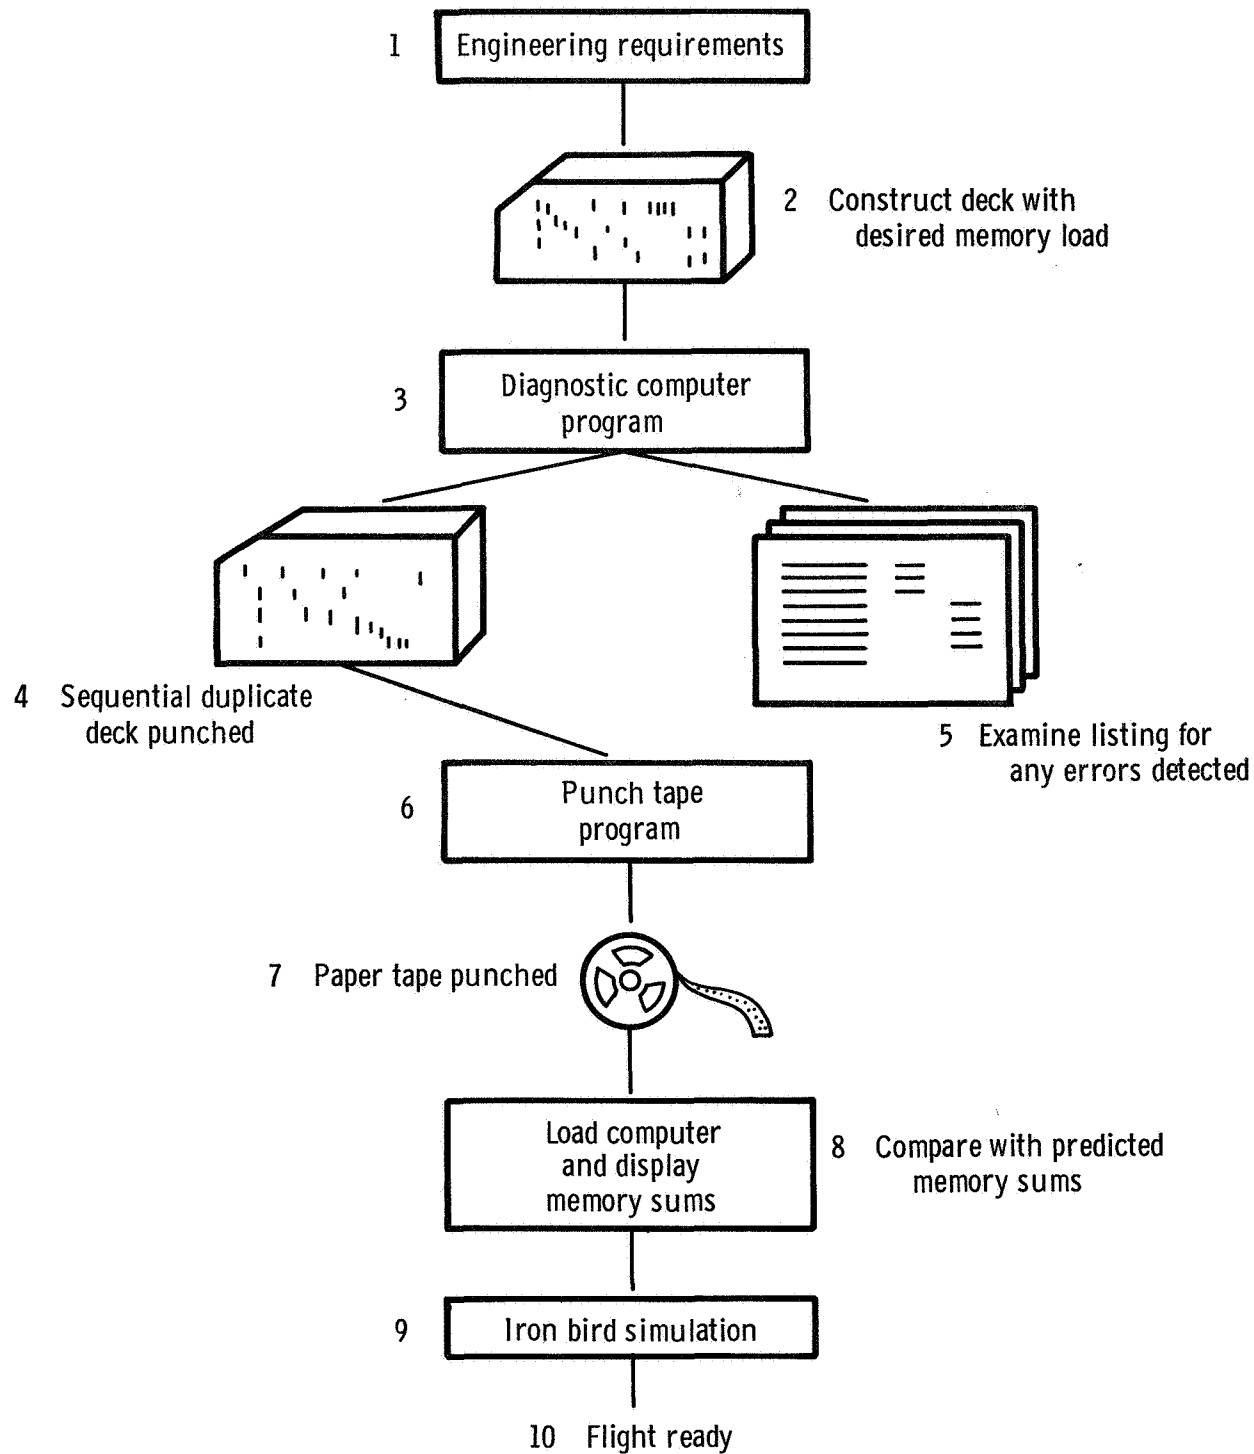 1 Engineering requirements
2 Construct deck with
desired memory load
3 Diagnostic computer
program
4 Sequential duplicate
deck punched
5 Examine listing for
any errors detected
6 Punch tape
program
7 Paper tape punched
Load computer
and display
memory sums
8 Compare with predicted
memory sums
9 Iron bird simulation
10 Flight ready